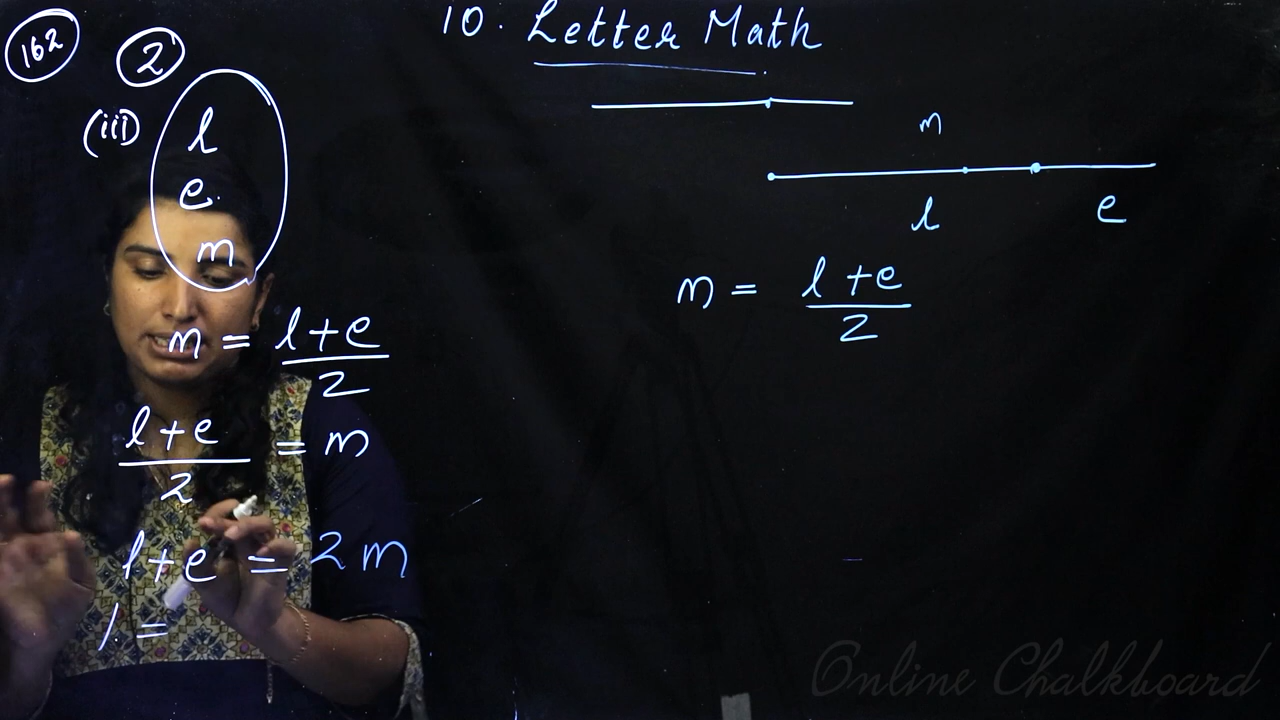 162
2
10. Letter Math
(iii)
l
e
m
m = l+e/2
l+e/2 = m
l+e = 2m
l =
m
l e
m = l+e/2
Online Chalkboard